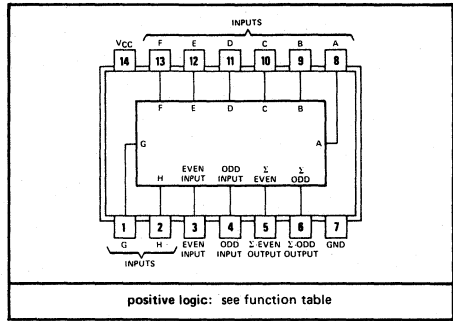 INPUTS
VCC F E D C B A
14 13 12 11 10 9 8
F E D C B
G A
EVEN ODD Σ Σ
H INPUT INPUT EVEN ODD
1 2 3 4 5 6 7
G H EVEN ODD Σ-EVEN Σ-ODD GND
INPUT INPUT OUTPUT OUTPUT
INPUTS
positive logic: see function table